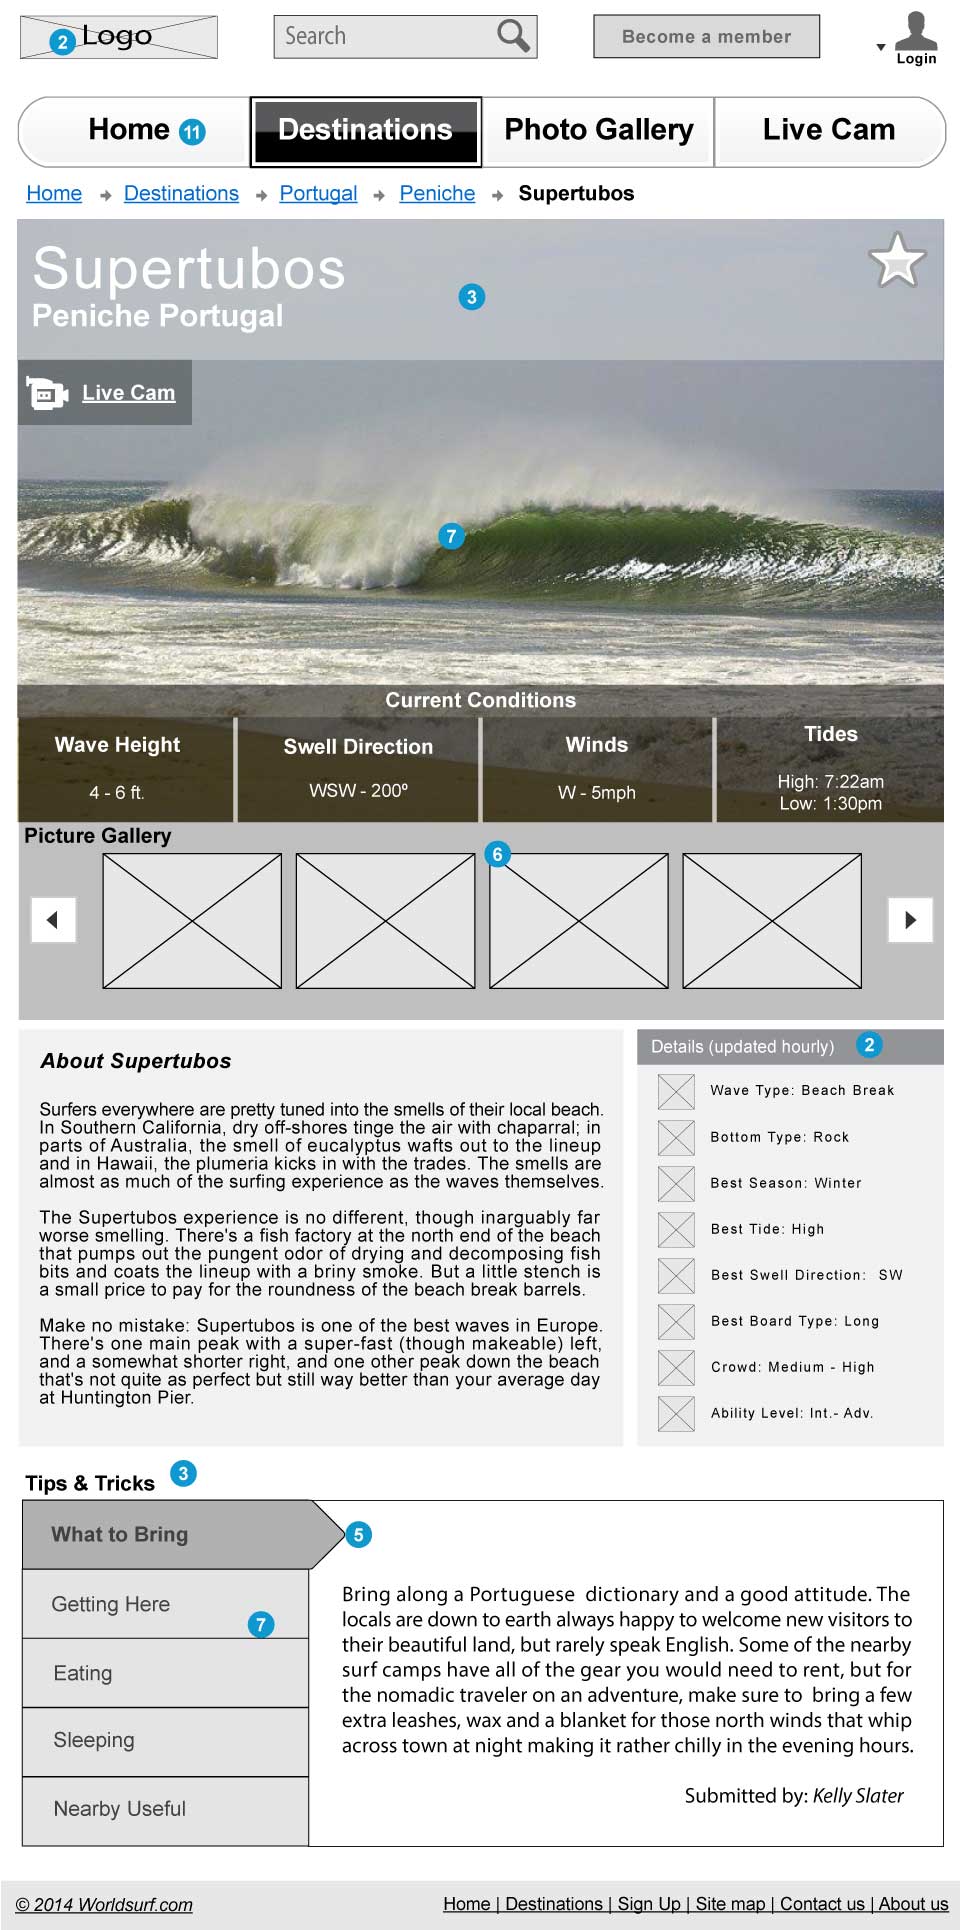 2 Logo
Search
Become a member
Login
Home 11
Destinations
Photo Gallery
Live Cam
Home
Destinations
Portugal
Peniche
Supertubos
Supertubos
Peniche Portugal
3
Live Cam
7
Current Conditions
Wave Height
4 - 6 ft.
Swell Direction
WSW - 200º
Winds
W - 5mph
Tides
High: 7:22am
Low: 1:30pm
Picture Gallery
6
About Supertubos
Surfers everywhere are pretty tuned into the smells of their local beach.
In Southern California, dry off-shores tinge the air with chaparral; in
parts of Australia, the smell of eucalyptus wafts out to the lineup
and in Hawaii, the plumeria kicks in with the trades. The smells are
almost as much of the surfing experience as the waves themselves.
The Supertubos experience is no different, though inarguably far
worse smelling. There's a fish factory at the north end of the beach
that pumps out the pungent odor of drying and decomposing fish
bits and coats the lineup with a briny smoke. But a little stench is
a small price to pay for the roundness of the beach break barrels.
Make no mistake: Supertubos is one of the best waves in Europe.
There's one main peak with a super-fast (though makeable) left,
and a somewhat shorter right, and one other peak down the beach
that's not quite as perfect but still way better than your average day
at Huntington Pier.
Details (updated hourly) 2
Wave Type: Beach Break
Bottom Type: Rock
Best Season: Winter
Best Tide: High
Best Swell Direction: SW
Best Board Type: Long
Crowd: Medium - High
Ability Level: Int.- Adv.
Tips & Tricks 3
What to Bring
5
Getting Here
7
Eating
Sleeping
Nearby Useful
Bring along a Portuguese dictionary and a good attitude. The
locals are down to earth always happy to welcome new visitors to
their beautiful land, but rarely speak English. Some of the nearby
surf camps have all of the gear you would need to rent, but for
the nomadic traveler on an adventure, make sure to bring a few
extra leashes, wax and a blanket for those north winds that whip
across town at night making it rather chilly in the evening hours.
Submitted by: Kelly Slater
© 2014 Worldsurf.com
Home | Destinations | Sign Up | Site map | Contact us | About us